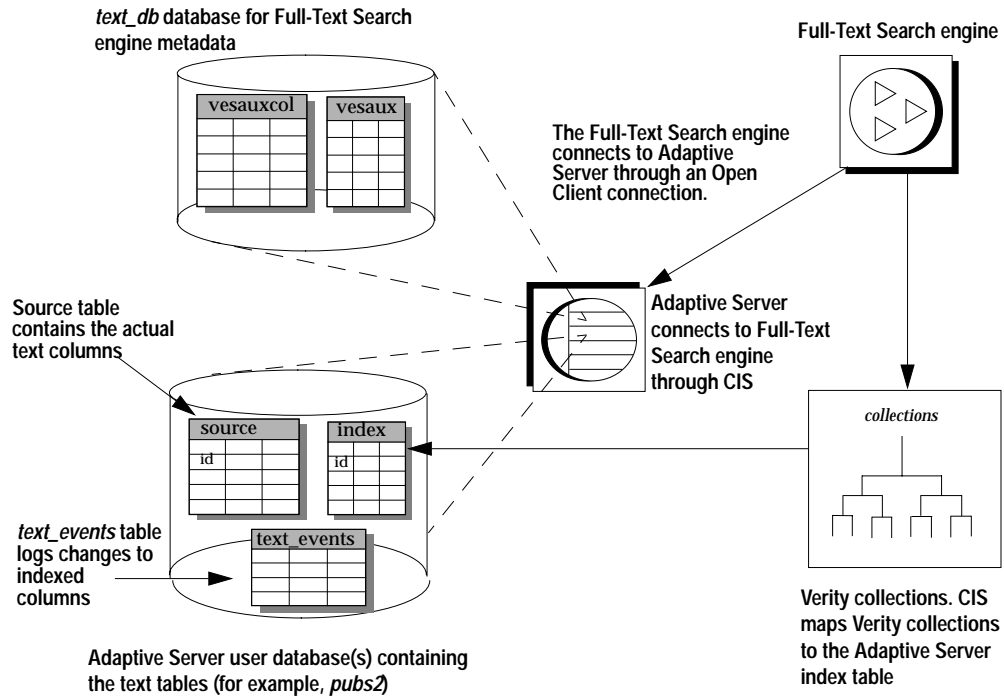 text_db database for Full-Text Search
engine metadata
Full-Text Search engine
vesauxcol
vesaux
The Full-Text Search engine
connects to Adaptive
Server through an Open
Client connection.
Source table
contains the actual
text columns
Adaptive Server
connects to Full-Text
Search engine
through CIS
source
id
index
id
collections
text_events table
logs changes to
indexed
columns
text_events
Verity collections. CIS
maps Verity collections
to the Adaptive Server
index table
Adaptive Server user database(s) containing
the text tables (for example, pubs2)